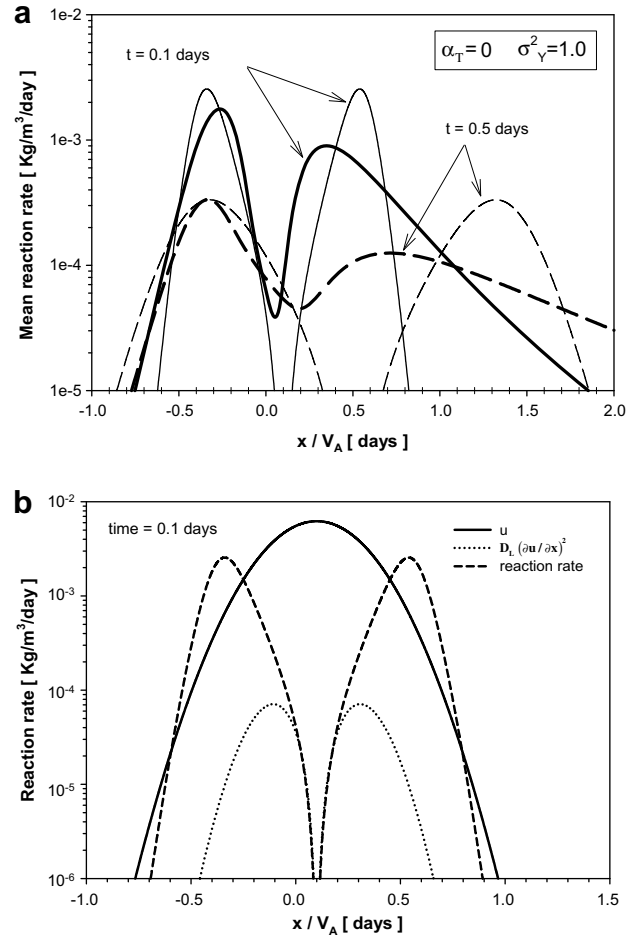 a
1e-2
1e-3
1e-4
1e-5
Mean reaction rate [ Kg/m³/day ]
t = 0.1 days
α_T = 0 σ²_Y=1.0
t = 0.5 days
-1.0 -0.5 0.0 0.5 1.0 1.5 2.0
x / V_A [ days ]
b
10⁻²
10⁻³
10⁻⁴
10⁻⁵
10⁻⁶
Reaction rate [ Kg/m³/day ]
time = 0.1 days
u
D_L (∂u / ∂x)²
reaction rate
-1.0 -0.5 0.0 0.5 1.0 1.5
x / V_A [ days ]